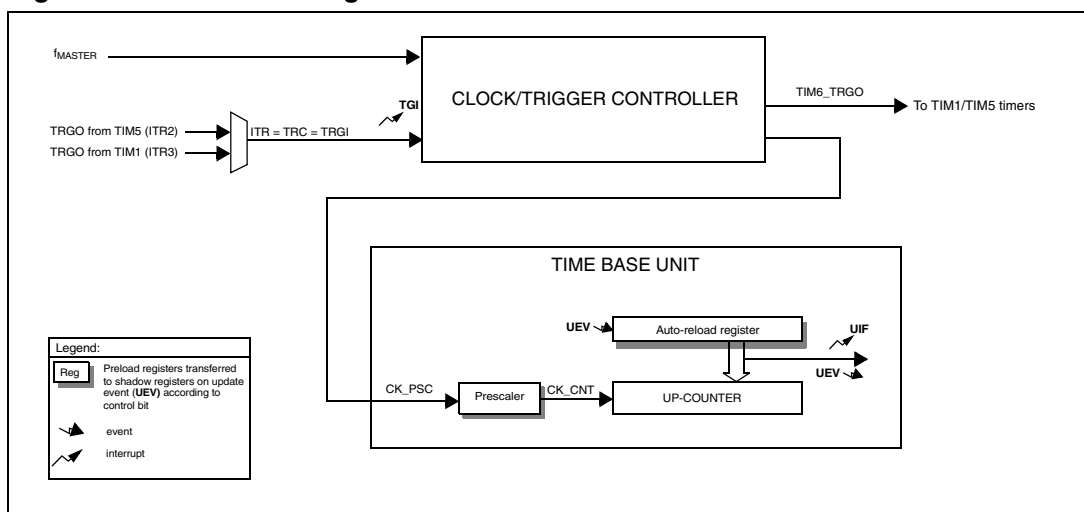 fMASTER
CLOCK/TRIGGER CONTROLLER
TIM6_TRGO
To TIM1/TIM5 timers
TGI
TRGO from TIM5 (ITR2)
TRGO from TIM1 (ITR3)
ITR = TRC = TRGI
TIME BASE UNIT
UEV
Auto-reload register
UIF
UEV
CK_PSC
Prescaler
CK_CNT
UP-COUNTER
Legend:
Reg
Preload registers transferred
to shadow registers on update
event (UEV) according to
control bit
event
interrupt